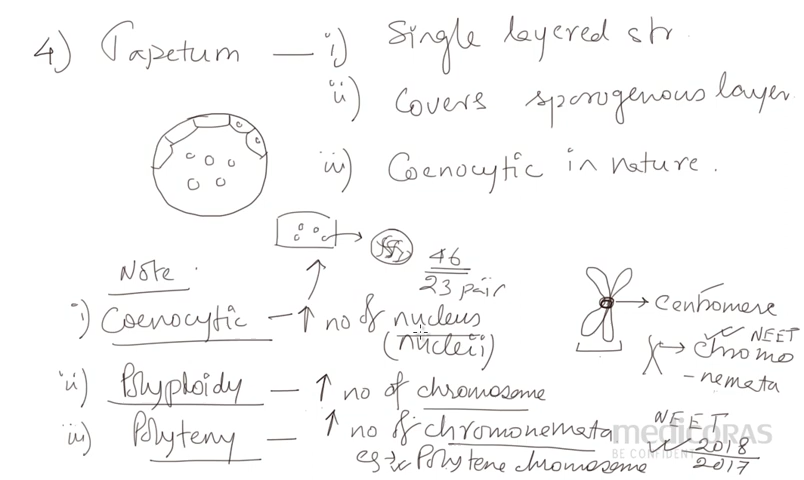 4) Tapetum — i) Single layered str.
ii) Covers sporogenous layer
iii) Coenocytic in nature.
46
23 pair
Note.
i) Coenocytic — ↑ no of nucleus
(nucleii)
→ Centromere
→ chromo
- nemata
NEET
ii) Polyploidy — ↑ no of chromosome
iii) Polyteny — ↑ no of chromonemata
eg → Polytene chromosome
NEET
2018
2017
medicoras
BE CONFIDENT